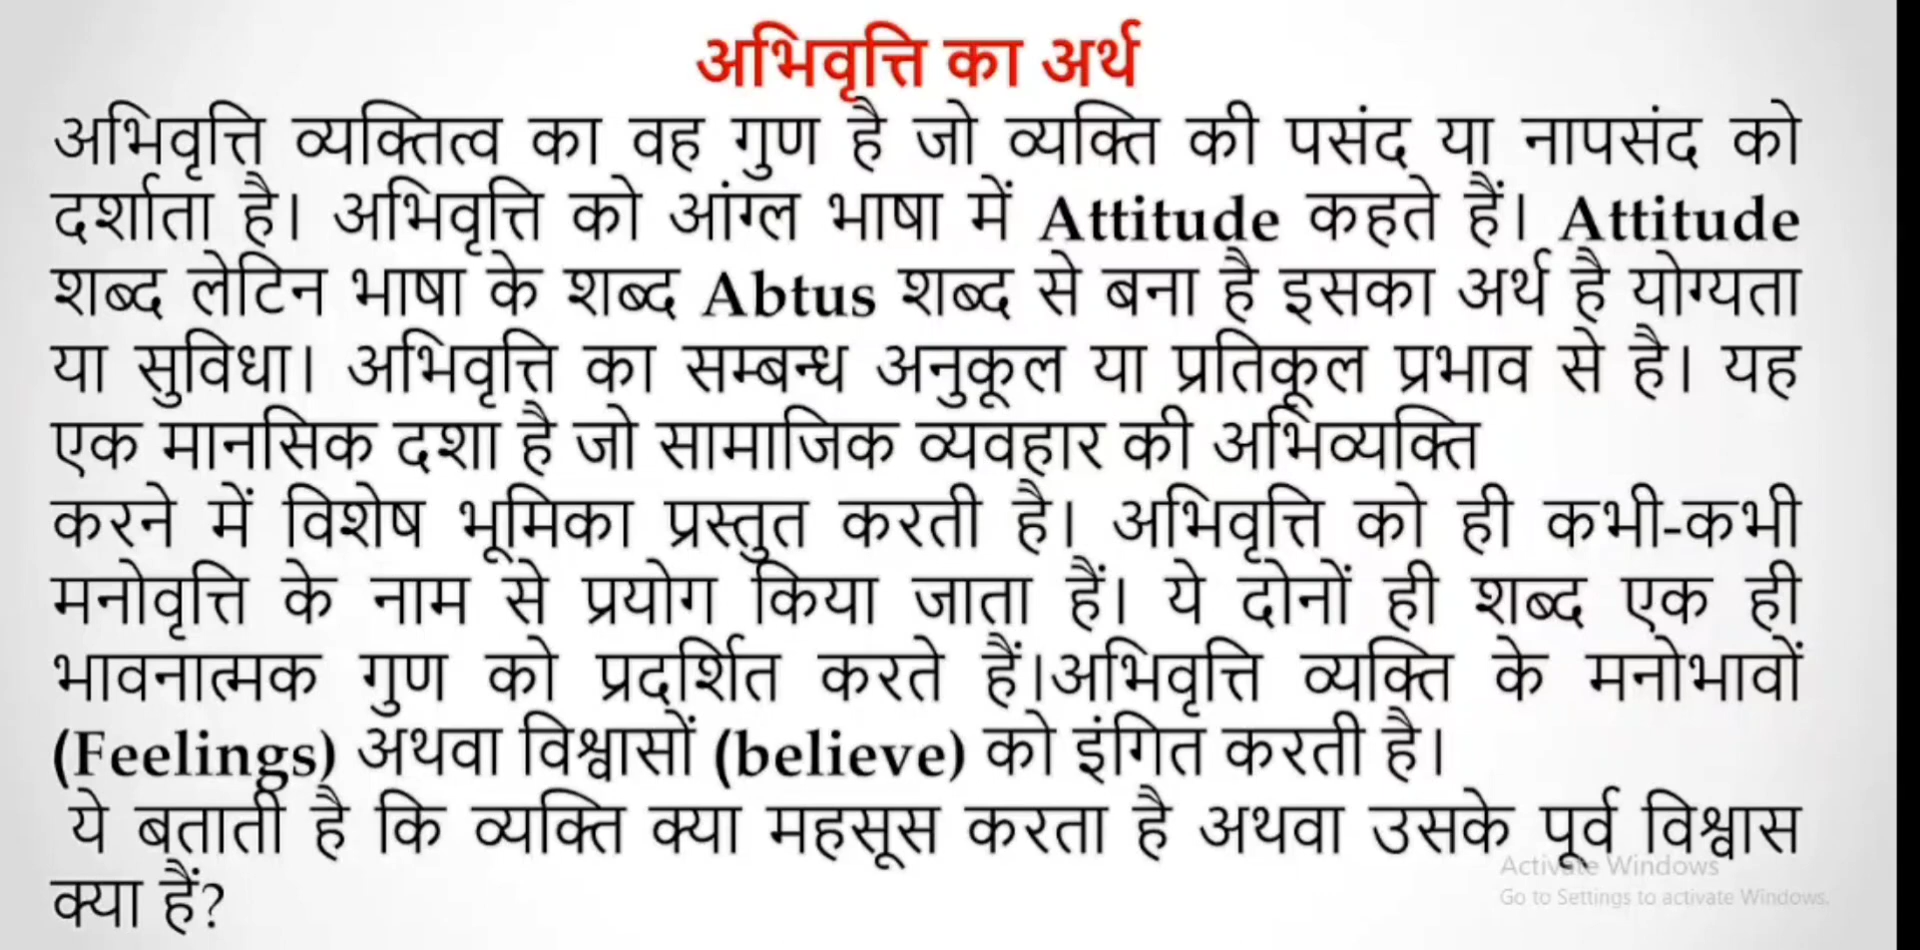 अभिवृत्ति का अर्थ
अभिवृत्ति व्यक्तित्व का वह गुण है जो व्यक्ति की पसंद या नापसंद को
दर्शाता है। अभिवृत्ति को आंग्ल भाषा में Attitude कहते हैं। Attitude
शब्द लेटिन भाषा के शब्द Abtus शब्द से बना है इसका अर्थ है योग्यता
या सुविधा। अभिवृत्ति का सम्बन्ध अनुकूल या प्रतिकूल प्रभाव से है। यह
एक मानसिक दशा है जो सामाजिक व्यवहार की अभिव्यक्ति
करने में विशेष भूमिका प्रस्तुत करती है। अभिवृत्ति को ही कभी-कभी
मनोवृत्ति के नाम से प्रयोग किया जाता हैं। ये दोनों ही शब्द एक ही
भावनात्मक गुण को प्रदर्शित करते हैं।अभिवृत्ति व्यक्ति के मनोभावों
(Feelings) अथवा विश्वासों (believe) को इंगित करती है।
ये बताती है कि व्यक्ति क्या महसूस करता है अथवा उसके पूर्व विश्वास
क्या हैं?
Activate Windows
Go to Settings to activate Windows.